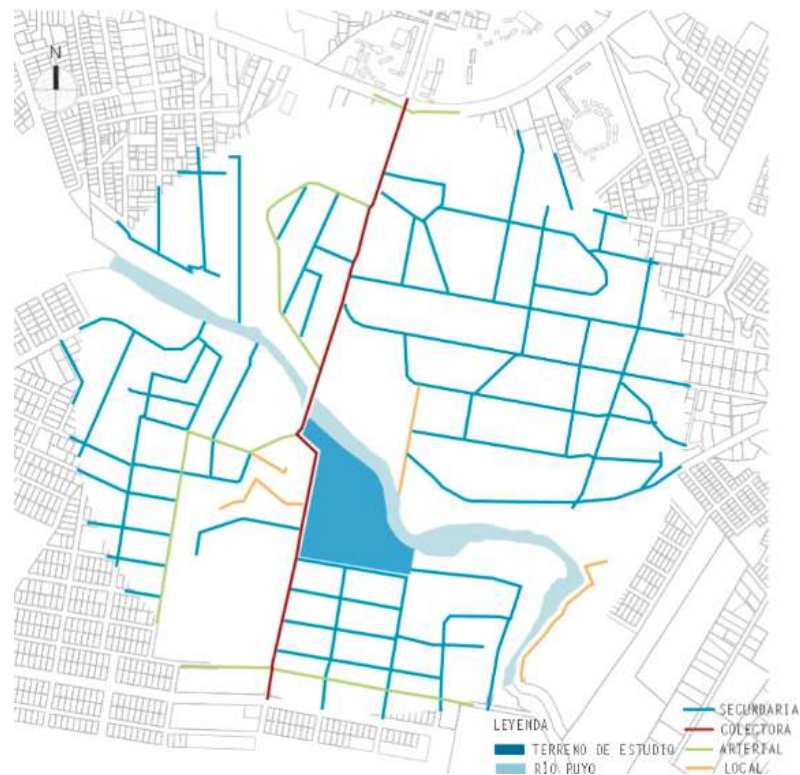 N
SECUNDARIA
COLECTORA
ARTERIAL
LOCAL
LEYENDA
TERRENO DE ESTUDIO
RÍO PUYO